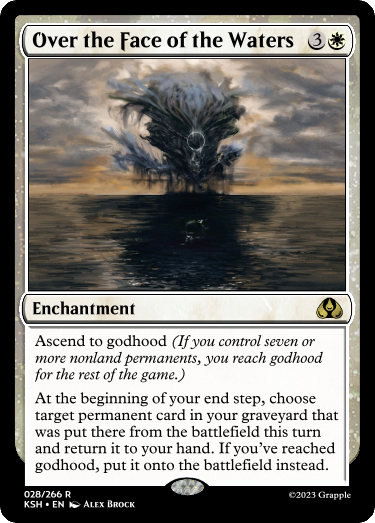 Over the Face of the Waters 3
Enchantment
Ascend to godhood (If you control seven or
more nonland permanents, you reach godhood
for the rest of the game.)
At the beginning of your end step, choose
target permanent card in your graveyard that
was put there from the battlefield this turn
and return it to your hand. If you've reached
godhood, put it onto the battlefield instead.
028/266 R
KSH • EN Alex Brock
©2023 Grapple